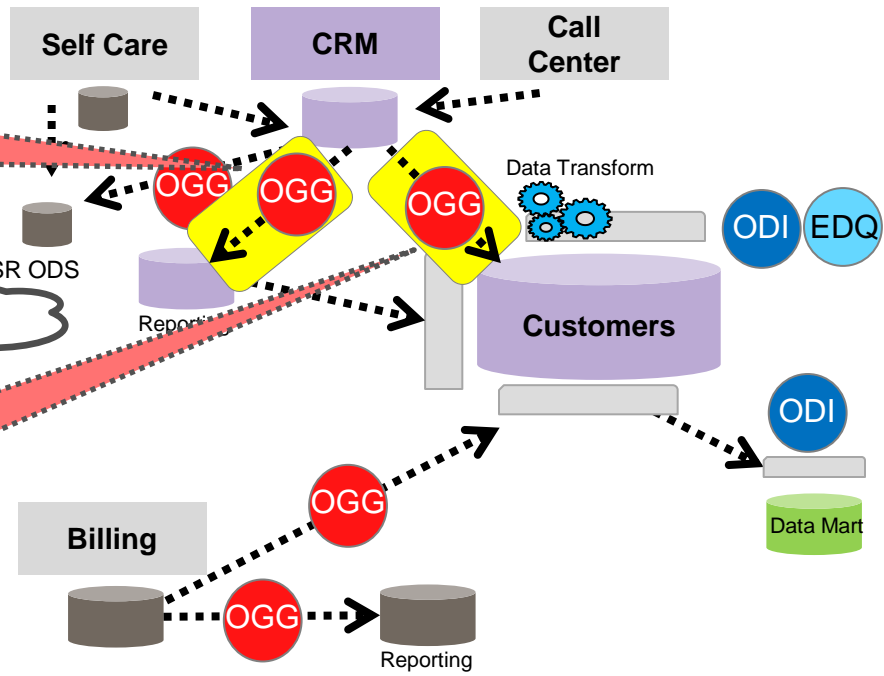 Self Care
CRM
Call
Center
Data Transform
OGG
OGG
OGG
ODI
EDQ
SR ODS
Reporting
Customers
ODI
OGG
Billing
Data Mart
OGG
Reporting